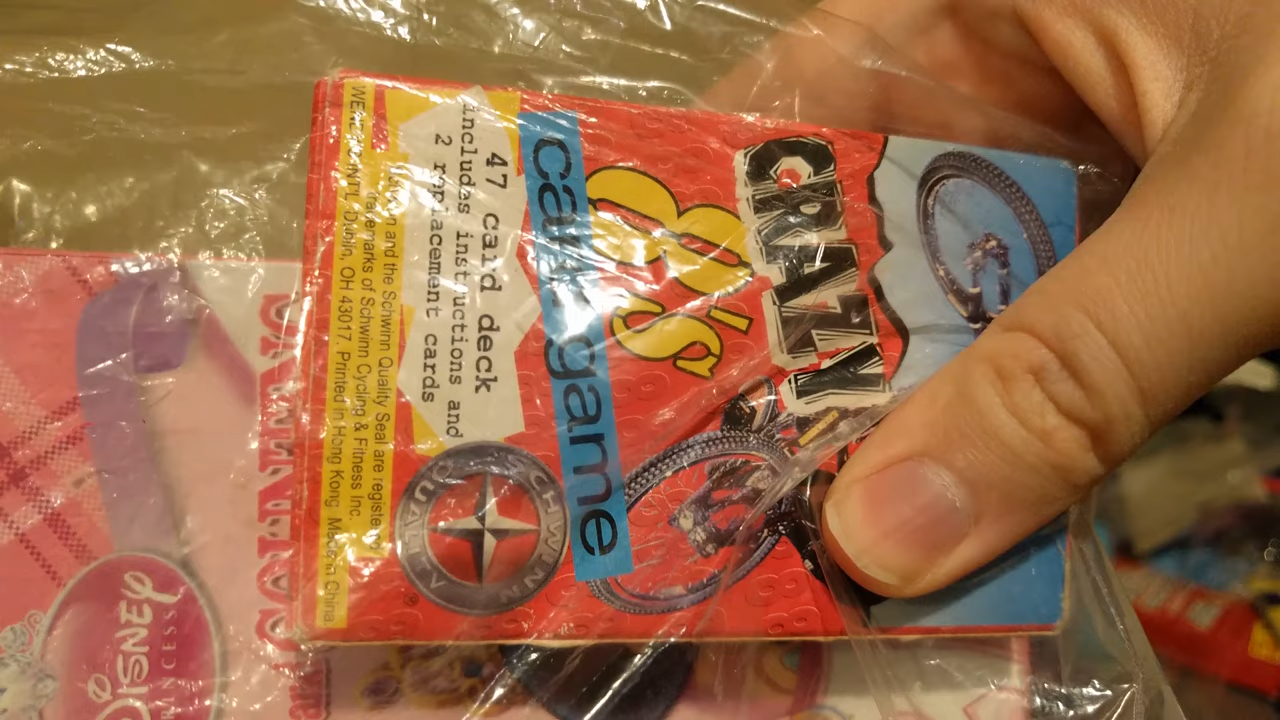 CRAZY
8's
card game
47 card deck
includes instructions and
2 replacement cards
SCHWINN
QUALITY
®
and the Schwinn Quality Seal are registered
trademarks of Schwinn Cycling & Fitness Inc.
Dublin, OH 43017. Printed in Hong Kong. Made in China.
DISNEY
PRINCESS